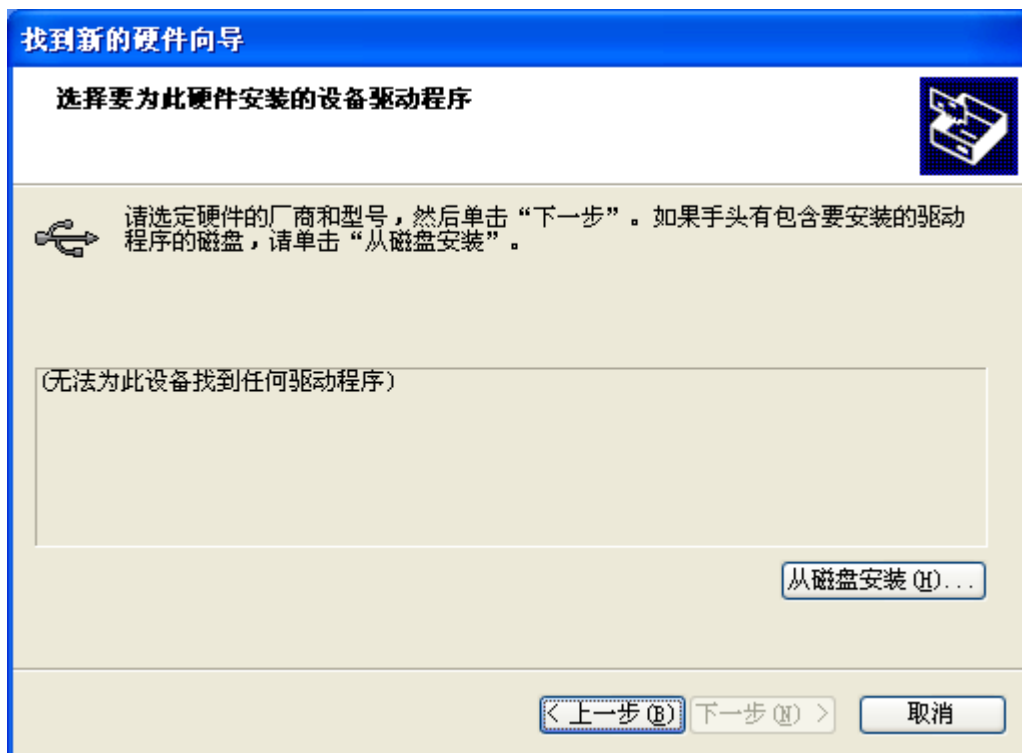 找到新的硬件向导
选择要为此硬件安装的设备驱动程序
请选定硬件的厂商和型号，然后单击“下一步”。如果手头有包含要安装的驱动
程序的磁盘，请单击“从磁盘安装”。
(无法为此设备找到任何驱动程序)
从磁盘安装(H)...
< 上一步(B) 下一步(N) > 取消